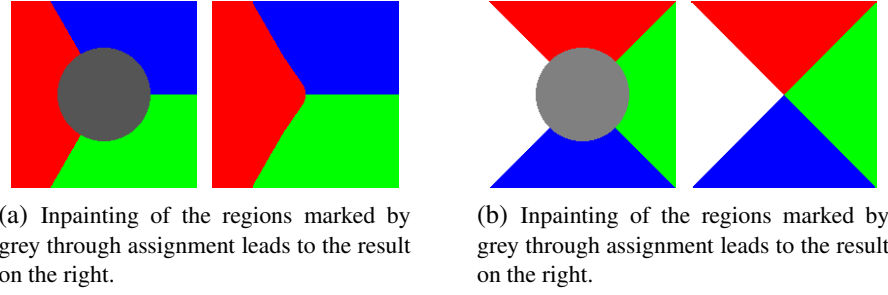 (a) Inpainting of the regions marked by
grey through assignment leads to the result
on the right.
(b) Inpainting of the regions marked by
grey through assignment leads to the result
on the right.